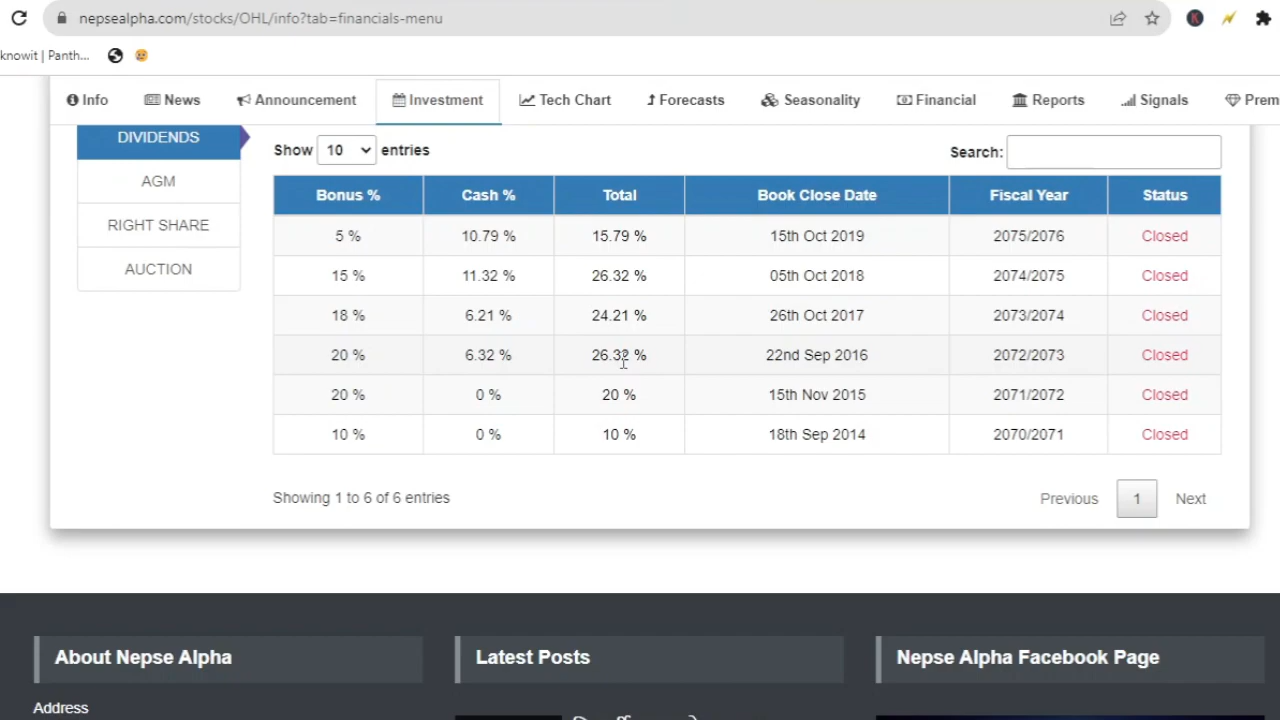 nepsealpha.com/stocks/OHL/info?tab=financials-menu
knowit | Panth...
Info News Announcement Investment Tech Chart Forecasts Seasonality Financial Reports Signals Prem
DIVIDENDS
AGM
RIGHT SHARE
AUCTION
Show 10 entries Search:
Bonus % Cash % Total Book Close Date Fiscal Year Status
5 % 10.79 % 15.79 % 15th Oct 2019 2075/2076 Closed
15 % 11.32 % 26.32 % 05th Oct 2018 2074/2075 Closed
18 % 6.21 % 24.21 % 26th Oct 2017 2073/2074 Closed
20 % 6.32 % 26.32 % 22nd Sep 2016 2072/2073 Closed
20 % 0 % 20 % 15th Nov 2015 2071/2072 Closed
10 % 0 % 10 % 18th Sep 2014 2070/2071 Closed
Showing 1 to 6 of 6 entries Previous 1 Next
About Nepse Alpha Latest Posts Nepse Alpha Facebook Page
Address